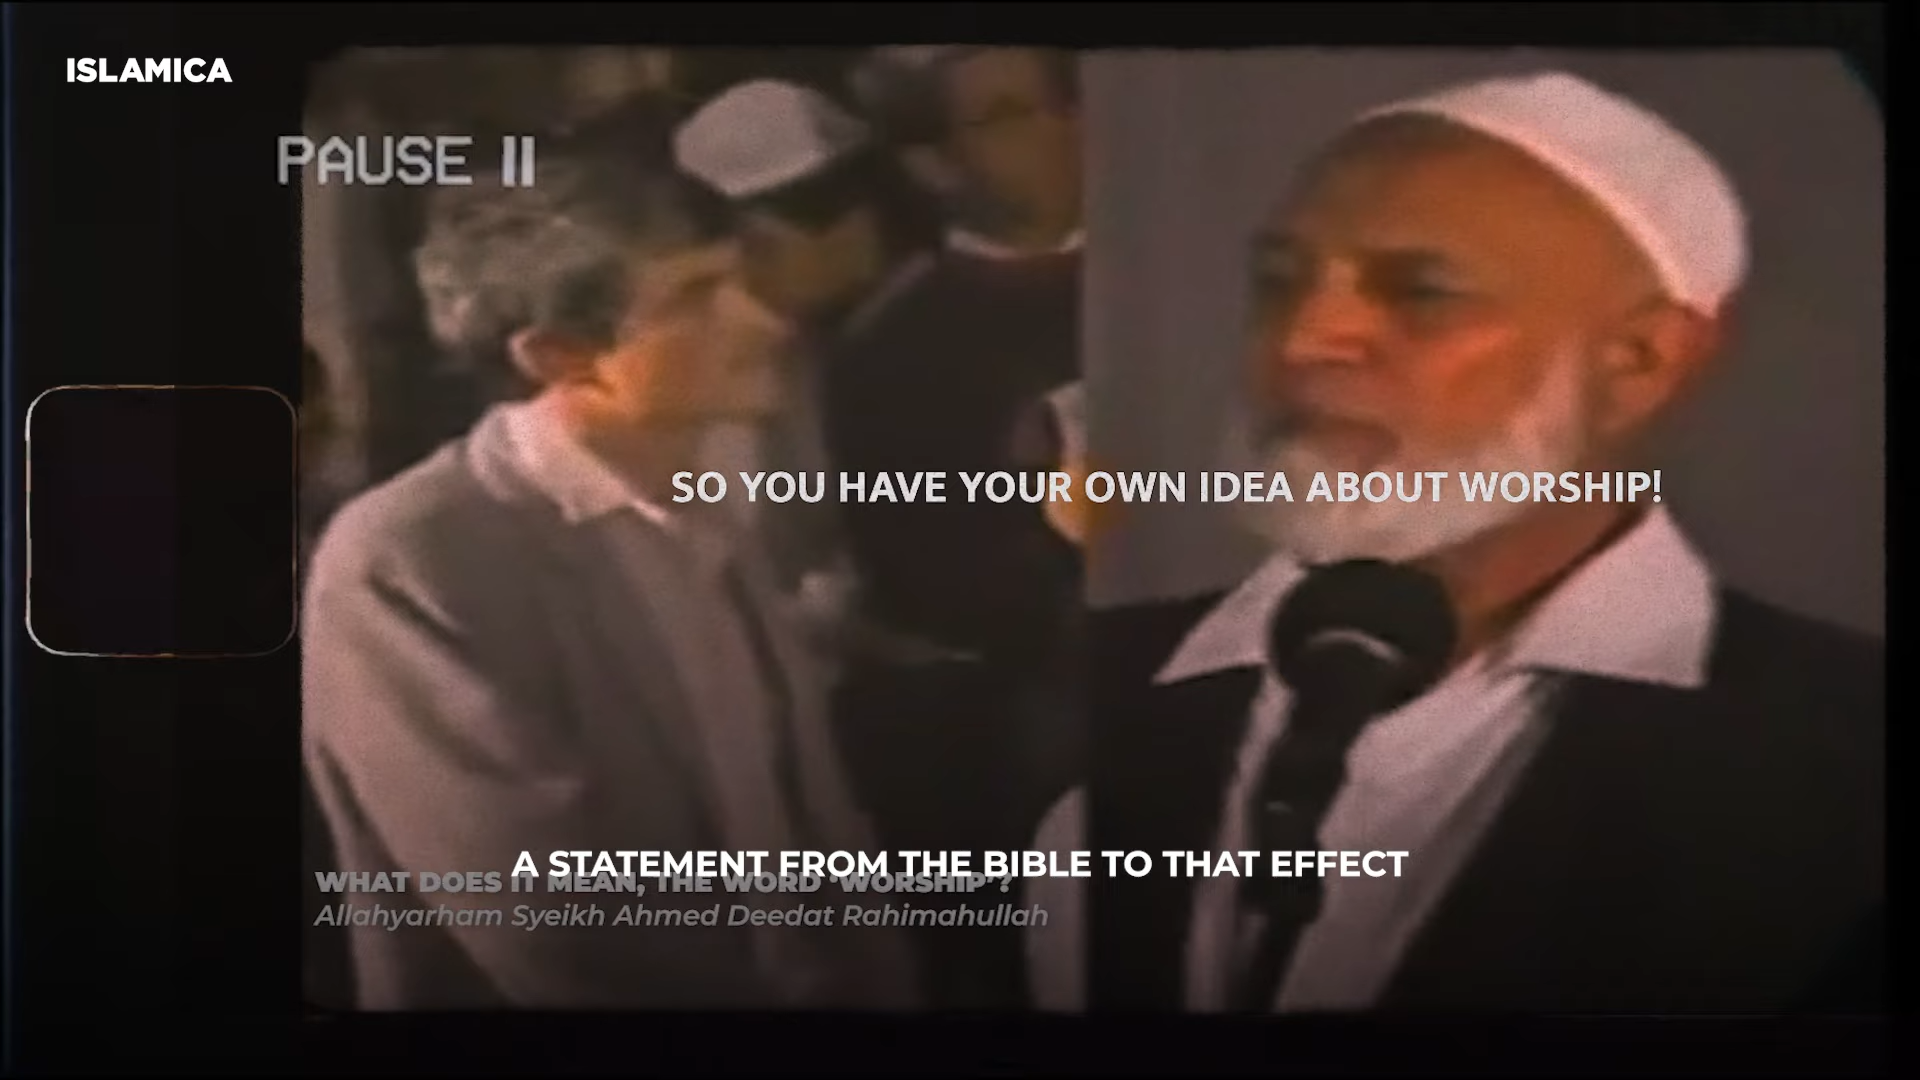 ISLAMICA
PAUSE
SO YOU HAVE YOUR OWN IDEA ABOUT WORSHIP!
A STATEMENT FROM THE BIBLE TO THAT EFFECT
WHAT DOES IT MEAN, THE WORD 'WORSHIP'?
Allahyarham Syeikh Ahmed Deedat Rahimahullah